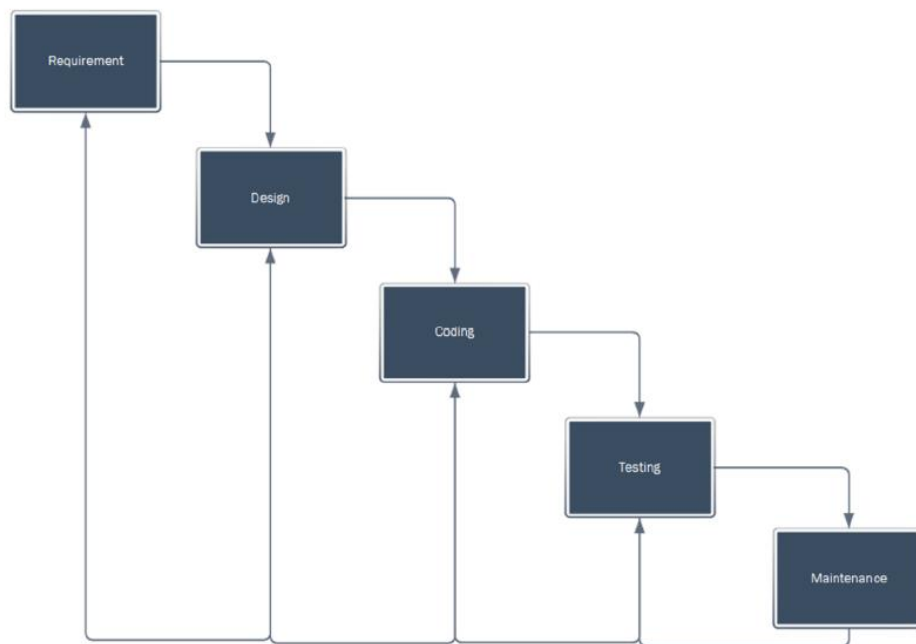 Requirement
Design
Coding
Testing
Maintenance